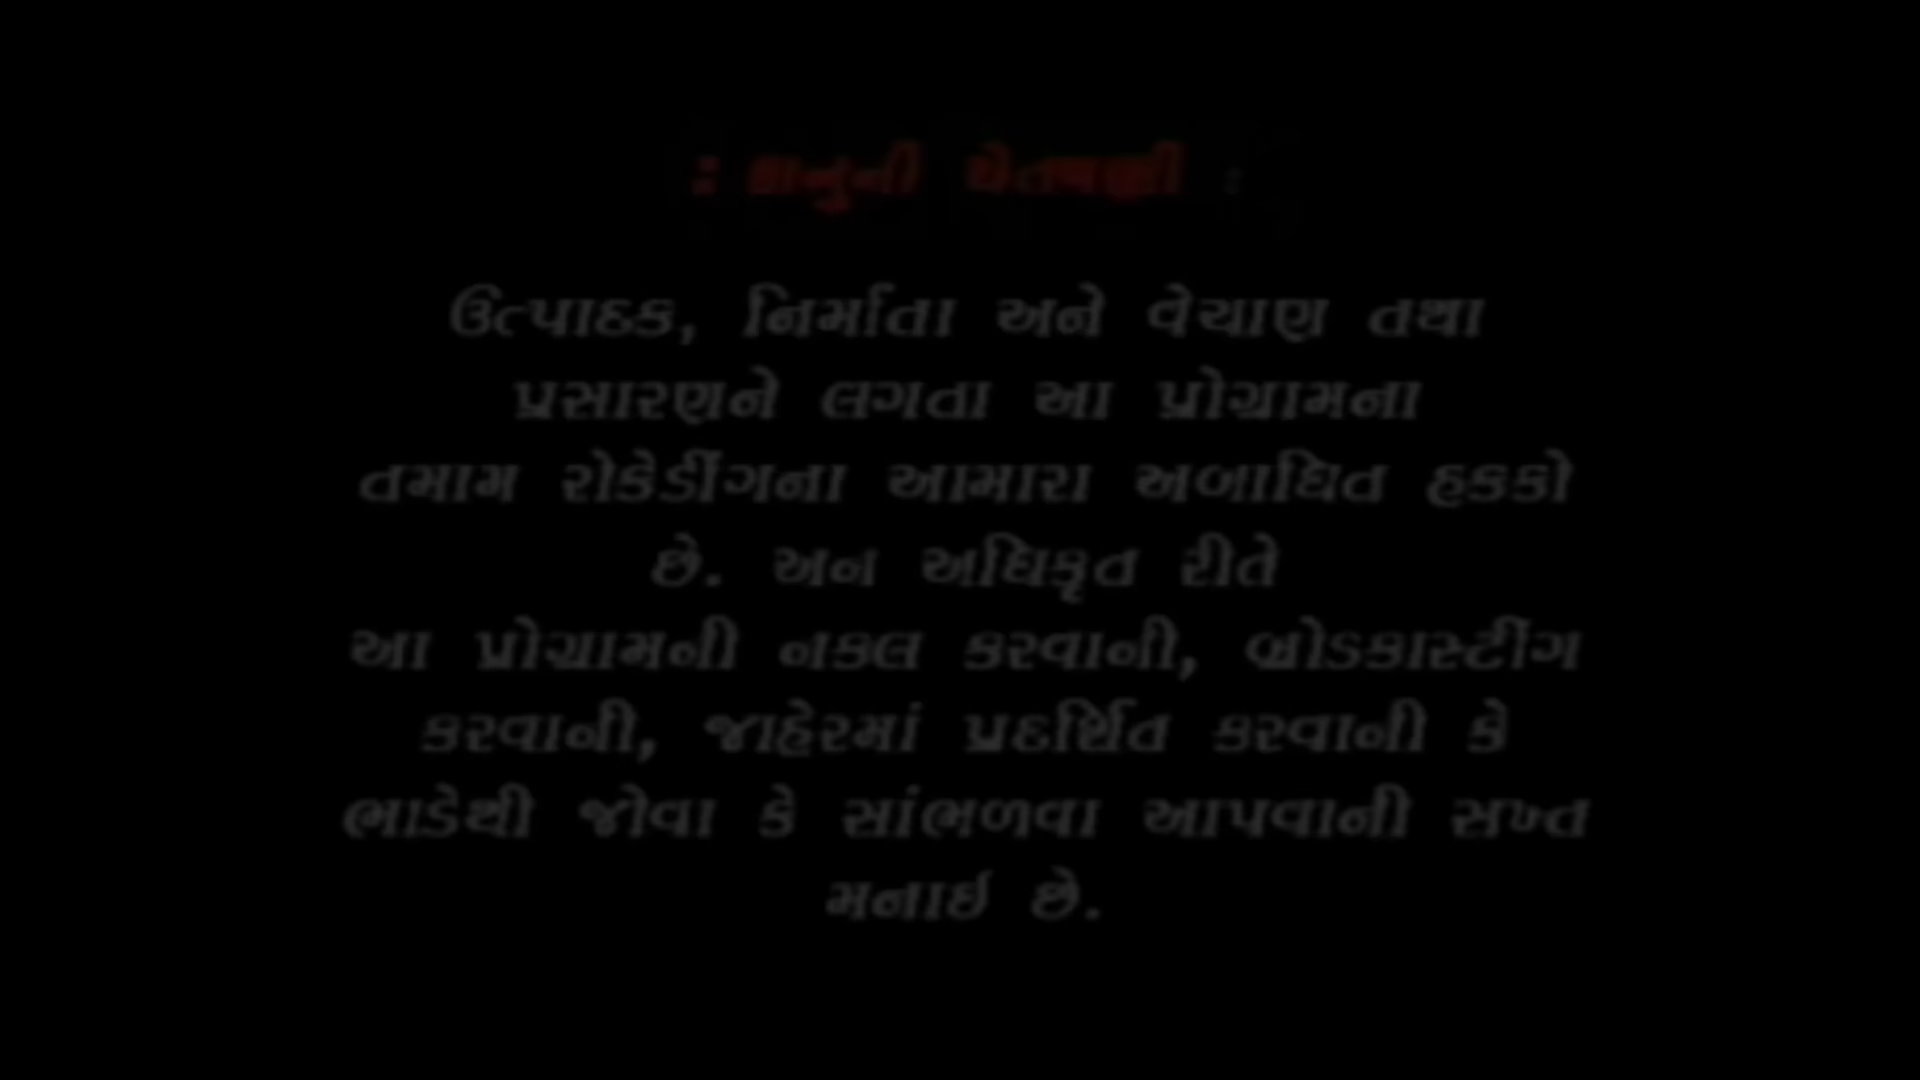 : કાનુની ચેતવણી :
ઉત્પાદક, નિર્માતા અને વેચાણ તથા
પ્રસારણને લગતા આ પ્રોગ્રામના
તમામ રોકેર્ડીંગના આમારા અબાધિત હકકો
છે. અન અધિકૃત રીતે
આ પ્રોગ્રામની નકલ કરવાની, બ્રોડકાસ્ટીંગ
કરવાની, જાહેરમાં પ્રદર્શિત કરવાની કે
ભાડેથી જોવા કે સાંભળવા આપવાની સખ્ત
મનાઇ છે.